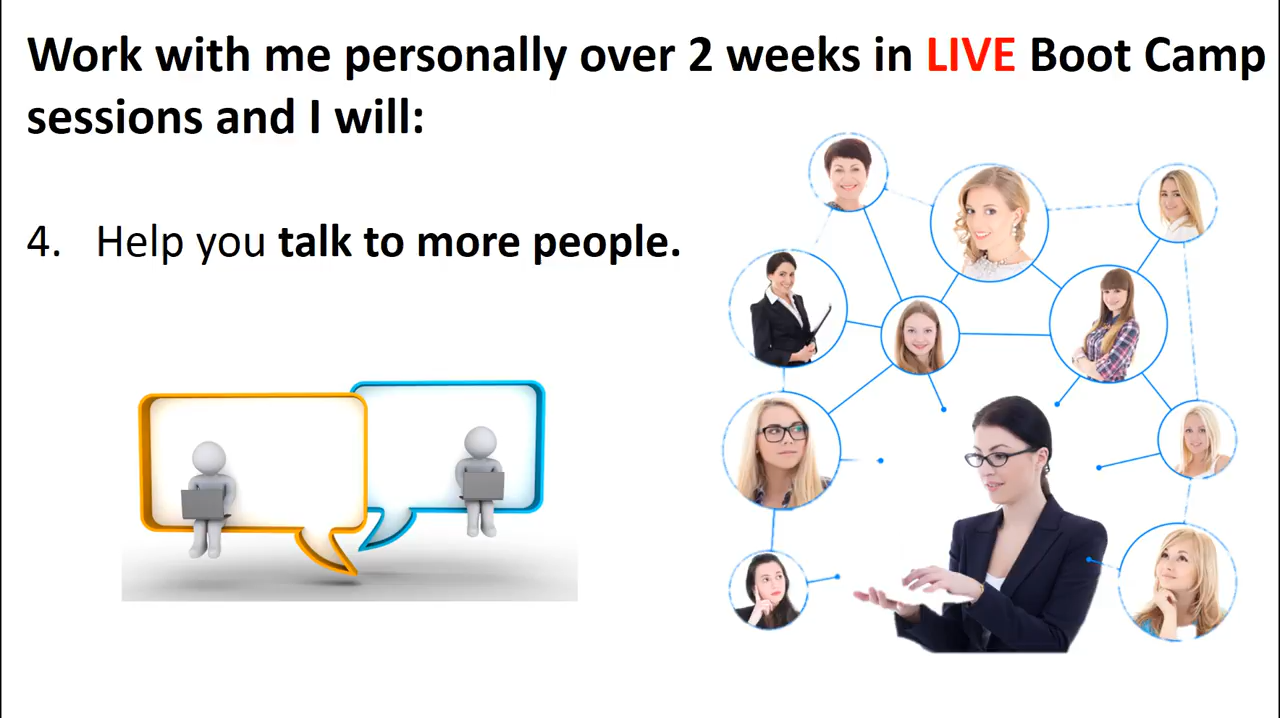 Work with me personally over 2 weeks in LIVE Boot Camp
sessions and I will:
4. Help you talk to more people.